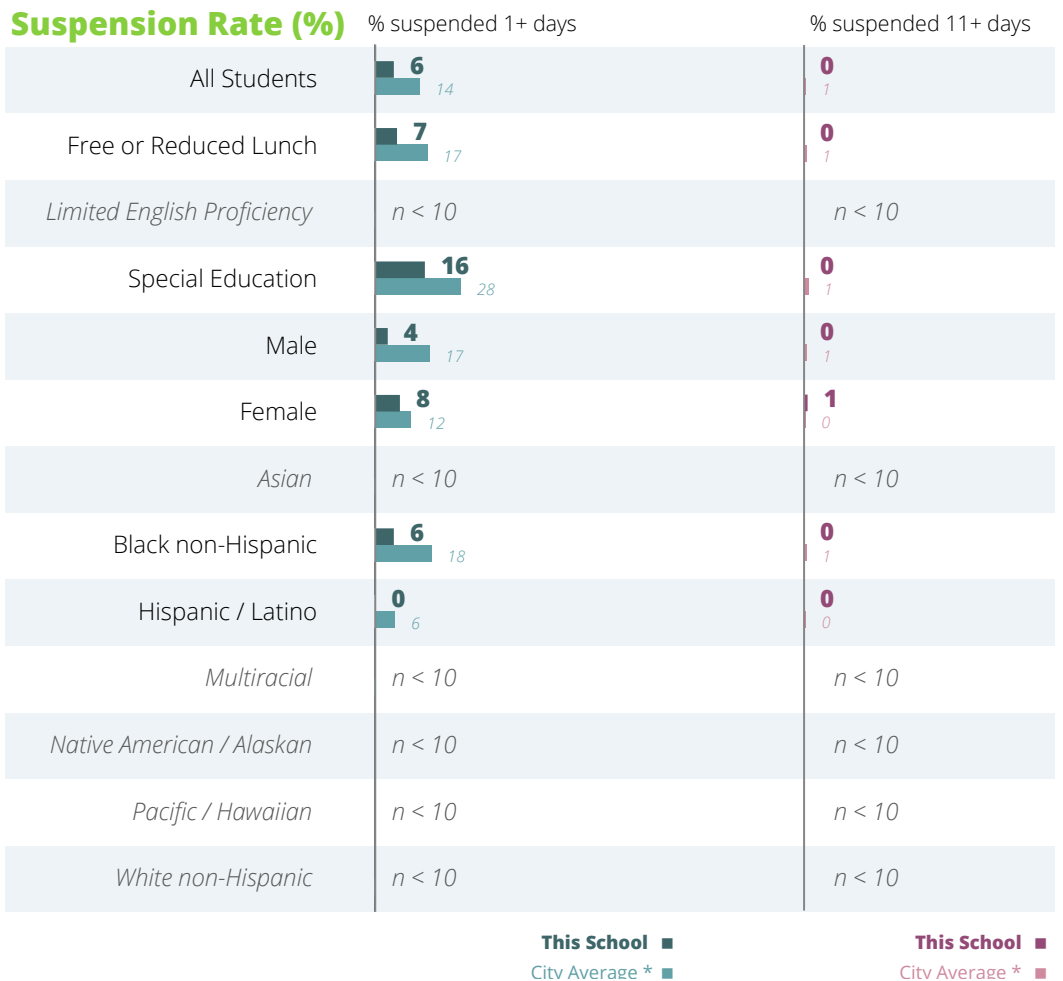 Suspension Rate (%) % suspended 1+ days % suspended 11+ days
All Students 6 0
14 1
Free or Reduced Lunch 7 0
17 1
Limited English Proficiency n < 10 n < 10
Special Education 16 0
28 1
Male 4 0
17 1
Female 8 1
12 0
Asian n < 10 n < 10
Black non-Hispanic 6 0
18 1
Hispanic / Latino 0 0
6 0
Multiracial n < 10 n < 10
Native American / Alaskan n < 10 n < 10
Pacific / Hawaiian n < 10 n < 10
White non-Hispanic n < 10 n < 10
This School This School
City Average * City Average *